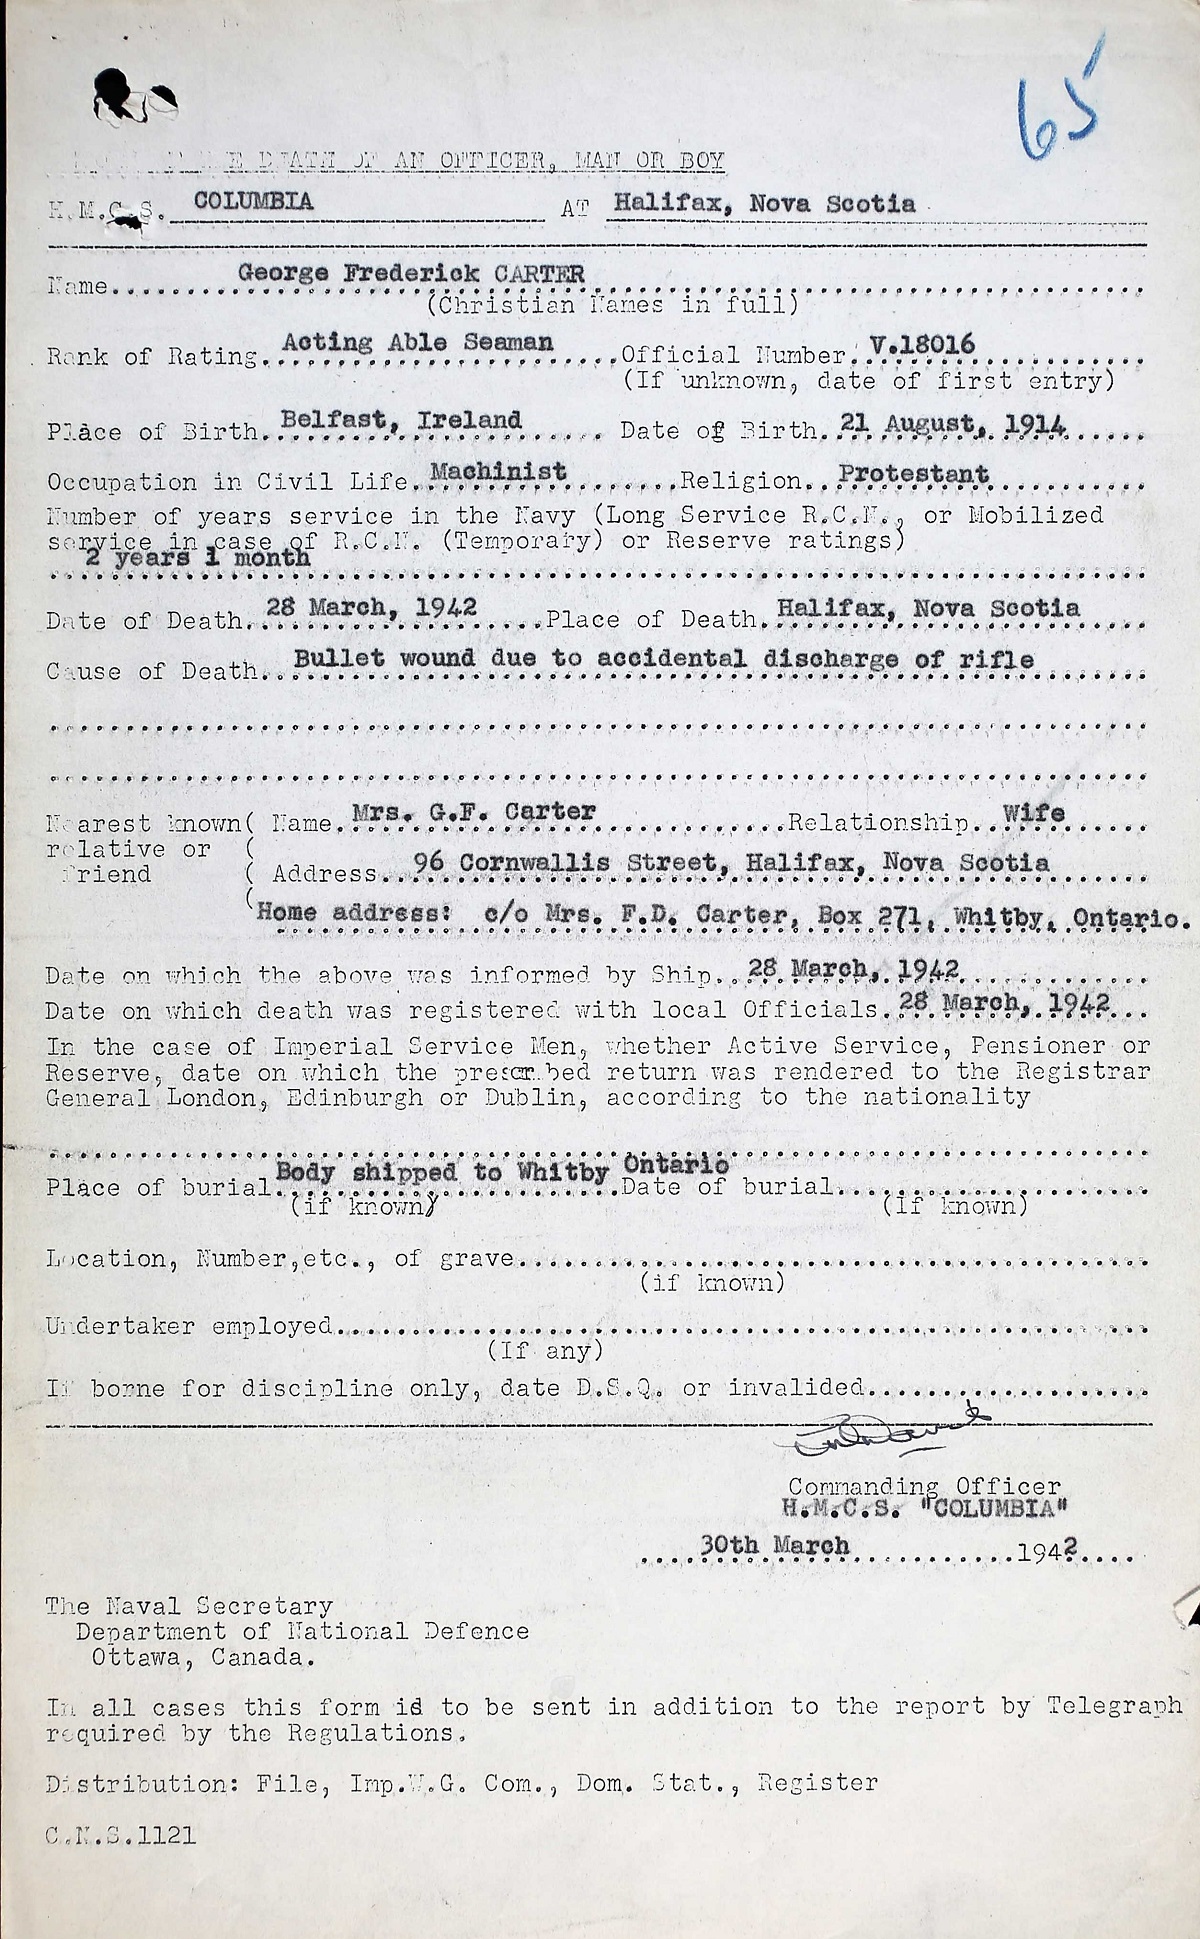 65
E DEATH OF AN OFFICER, MAN OR BOY
H.M.C.S. COLUMBIA AT Halifax, Nova Scotia
Name George Frederick CARTER
(Christian Names in full)
Rank of Rating. Acting Able Seaman Official Number. V.18016
(If unknown, date of first entry)
Place of Birth. Belfast, Ireland Date of Birth. 21 August, 1914
Occupation in Civil Life. Machinist Religion. Protestant
Number of years service in the Navy (Long Service R.C.N., or Mobilized
service in case of R.C.N. (Temporary) or Reserve ratings)
2 years 1 month
Date of Death. 28 March, 1942 Place of Death. Halifax, Nova Scotia
Cause of Death. Bullet wound due to accidental discharge of rifle
Nearest known ( Name. Mrs. G.F. Carter Relationship. Wife
relative or (
friend ( Address. 96 Cornwallis Street, Halifax, Nova Scotia
( Home address: c/o Mrs. F.D. Carter, Box 271, Whitby, Ontario.
Date on which the above was informed by Ship. 28 March, 1942
Date on which death was registered with local Officials. 28 March, 1942
In the case of Imperial Service Men, whether Active Service, Pensioner or
Reserve, date on which the prescribed return was rendered to the Registrar
General London, Edinburgh or Dublin, according to the nationality
Place of burial. Body shipped to Whitby Ontario Date of burial.
(if known) (If known)
Location, Number,etc., of grave
(if known)
Undertaker employed
(If any)
If borne for discipline only, date D.S.Q. or invalided
Commanding Officer
H.M.C.S. "COLUMBIA"
30th March 1942
The Naval Secretary
Department of National Defence
Ottawa, Canada.
In all cases this form id to be sent in addition to the report by Telegraph
required by the Regulations.
Distribution: File, Imp.W.G. Com., Dom. Stat., Register
C.N.S.1121